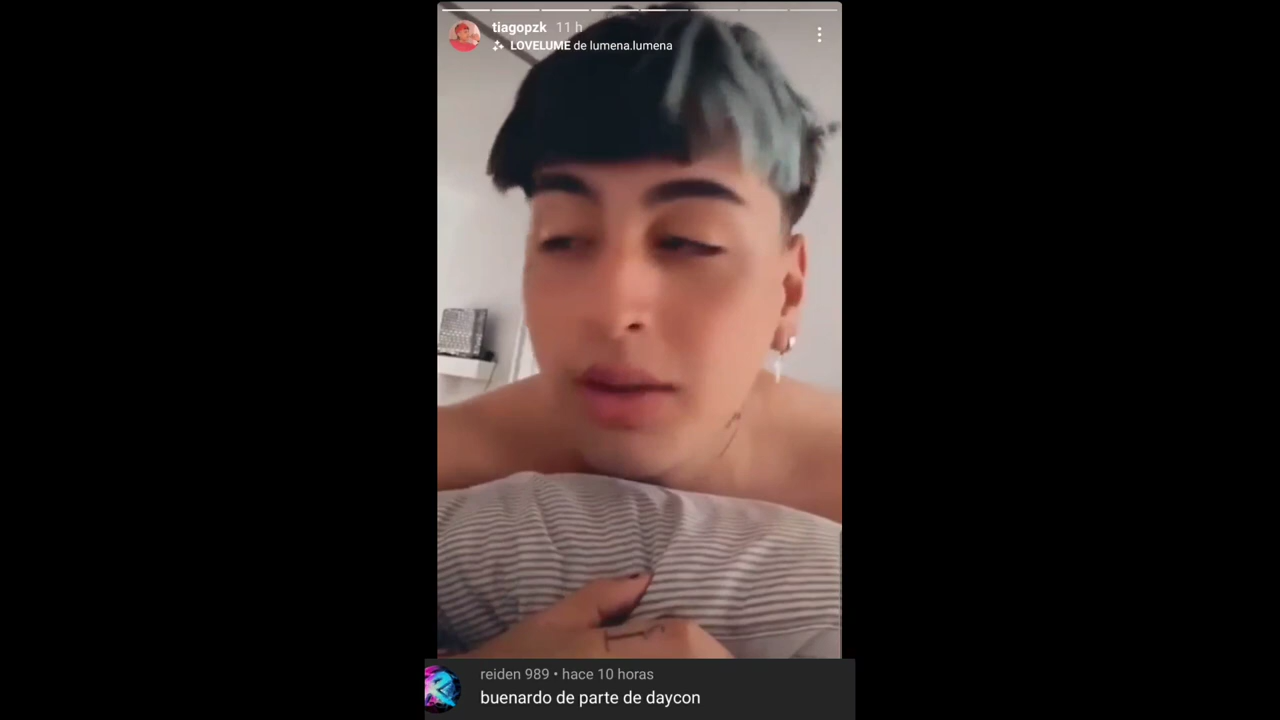 tiagopzk 11 h
LOVELUME de lumena.lumena
reiden 989 • hace 10 horas
buenardo de parte de daycon